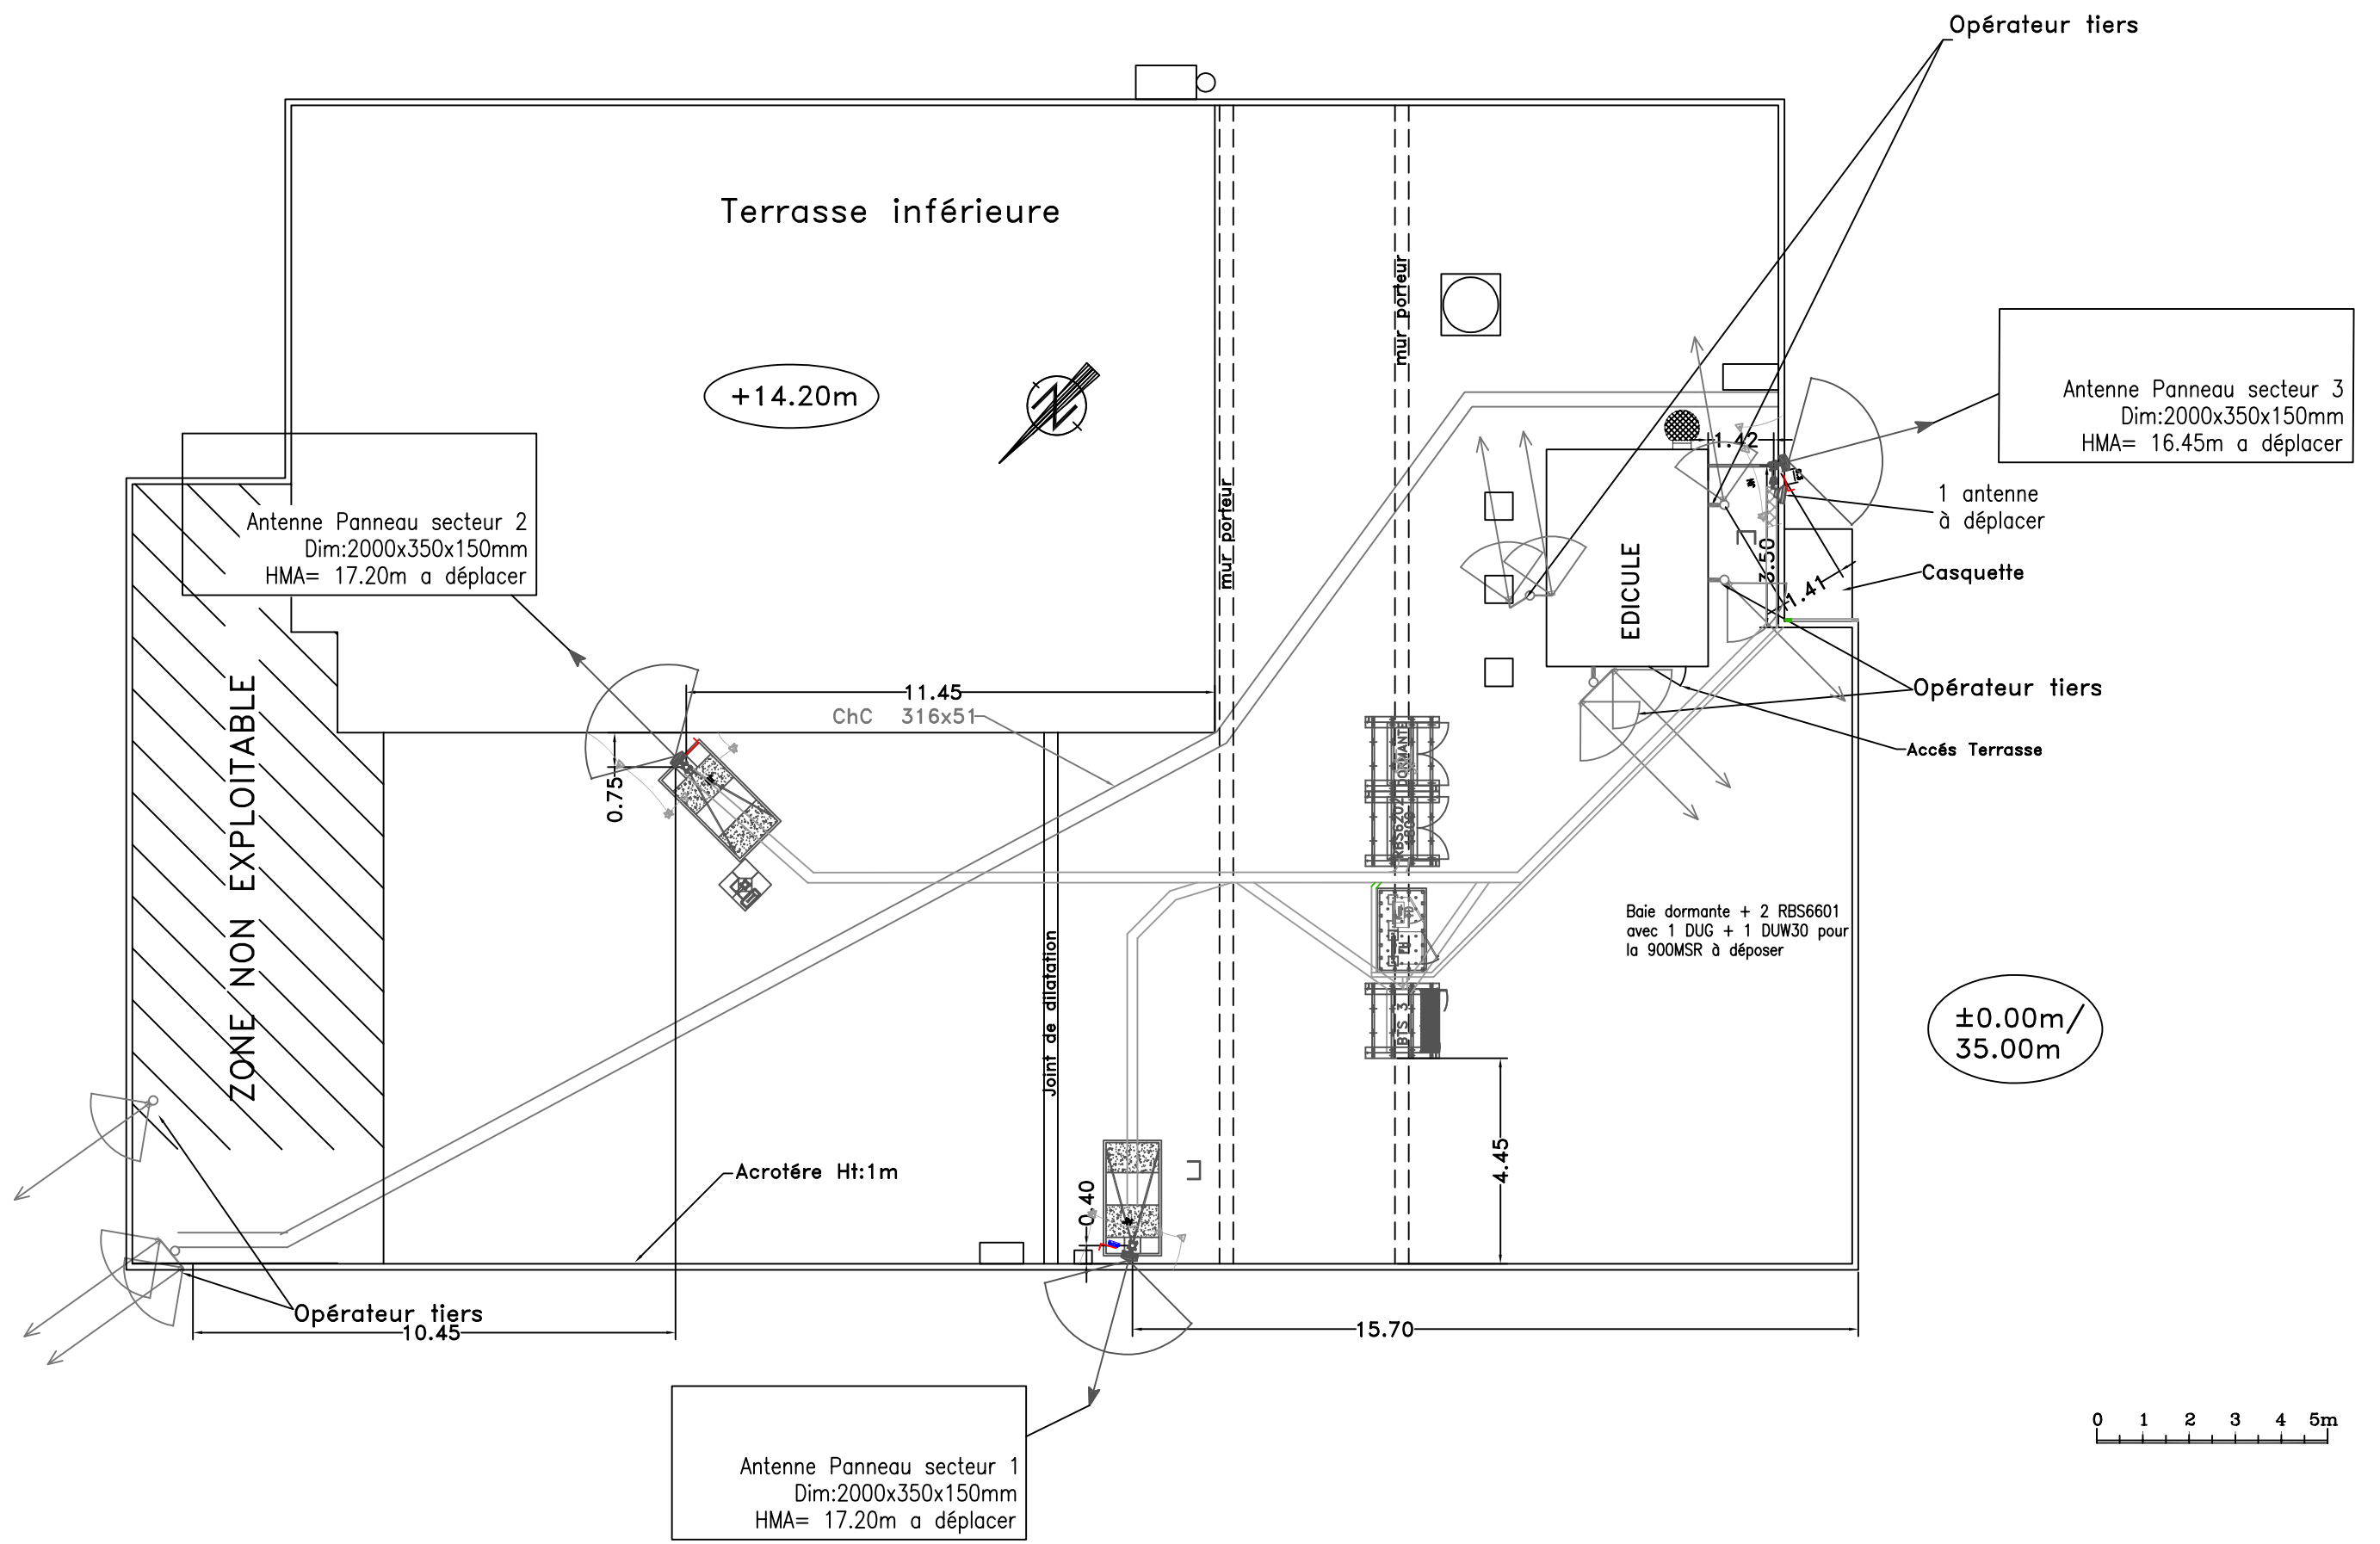 Opérateur tiers
Terrasse inférieure
+14.20m
mur porteur
mur porteur
Antenne Panneau secteur 3
Dim:2000x350x150mm
HMA= 16.45m a déplacer
1 antenne
à déplacer
1.42
3.50
1.41
Casquette
EDICULE
Opérateur tiers
Accés Terrasse
Antenne Panneau secteur 2
Dim:2000x350x150mm
HMA= 17.20m a déplacer
11.45
ChC 316x51
0.75
ZONE NON EXPLOITABLE
DORMANTE
RBS6202
Baie dormante + 2 RBS6601
avec 1 DUG + 1 DUW30 pour
la 900MSR à déposer
±0.00m/
35.00m
BTS 3
Joint de dilatation
4.45
0.40
Acrotére Ht:1m
Opérateur tiers
10.45
15.70
Antenne Panneau secteur 1
Dim:2000x350x150mm
HMA= 17.20m a déplacer
0 1 2 3 4 5m